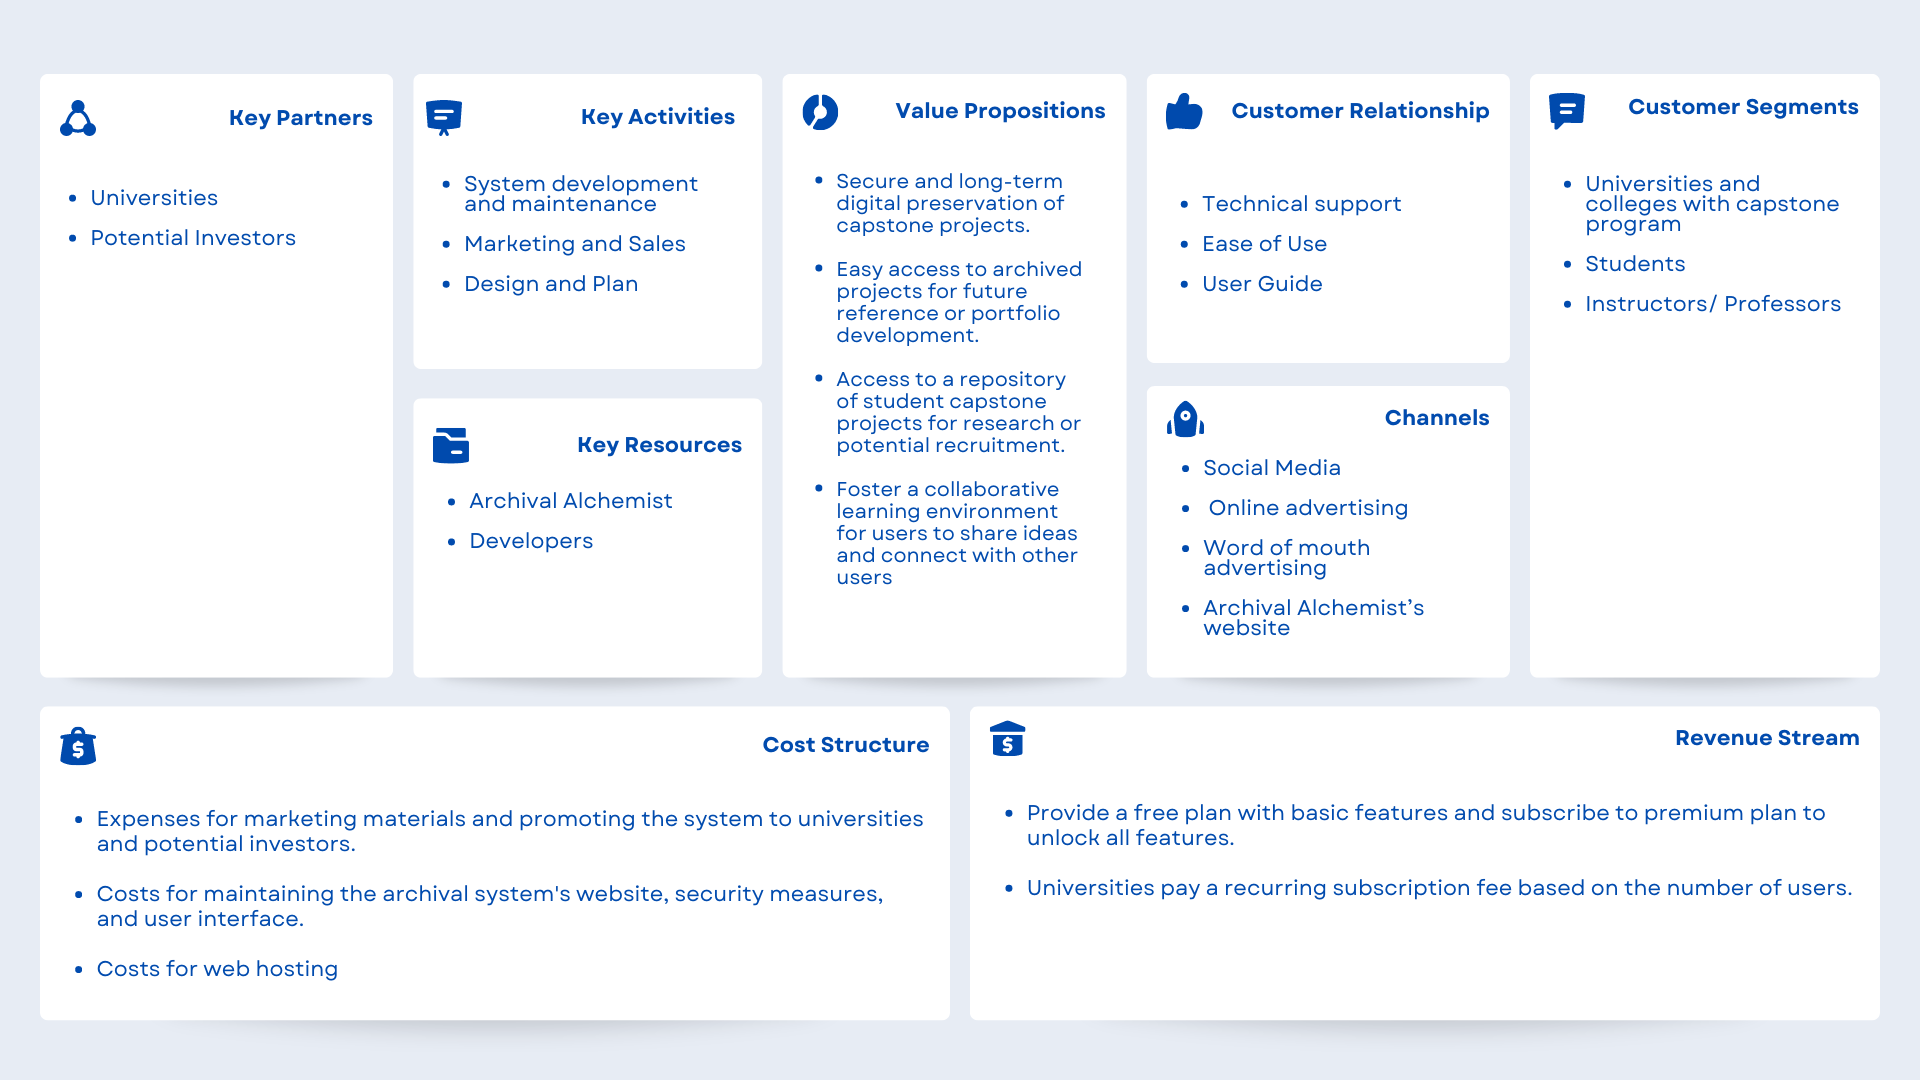 Key Partners
Universities
Potential Investors
Key Activities
System development
and maintenance
Marketing and Sales
Design and Plan
Key Resources
Archival Alchemist
Developers
Value Propositions
Secure and long-term
digital preservation of
capstone projects.
Easy access to archived
projects for future
reference or portfolio
development.
Access to a repository
of student capstone
projects for research or
potential recruitment.
Foster a collaborative
learning environment
for users to share ideas
and connect with other
users
Customer Relationship
Technical support
Ease of Use
User Guide
Channels
Social Media
Online advertising
Word of mouth
advertising
Archival Alchemist’s
website
Customer Segments
Universities and
colleges with capstone
program
Students
Instructors/ Professors
$
Cost Structure
Expenses for marketing materials and promoting the system to universities
and potential investors.
Costs for maintaining the archival system's website, security measures,
and user interface.
Costs for web hosting
$
Revenue Stream
Provide a free plan with basic features and subscribe to premium plan to
unlock all features.
Universities pay a recurring subscription fee based on the number of users.